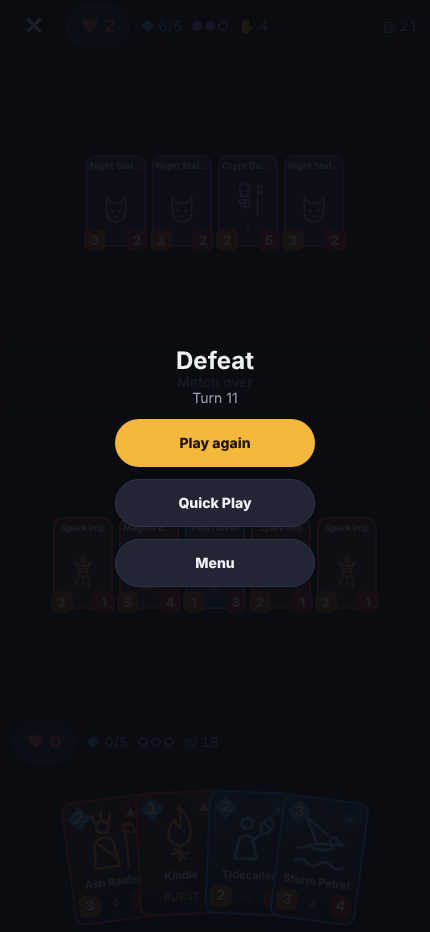 2 6/6 4 21
Night Stal... Night Stal... Crypt Gu... Night Stal...
3 2 3 2 2 5 3 2
Defeat
Match over
Turn 11
Play again
Quick Play
Spark Imp Spark Imp Spark Imp
Menu
2 1 5 4 1 3 2 1 2 1
0 0/5 18
2 1 2 3
Ash Raide Kindle Tidecaller Storm Petrel
BURST
3 2 3 4